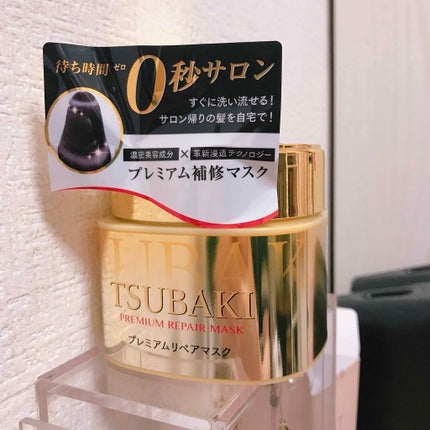 待ち時間 ゼロ
0秒サロン
すぐに洗い流せる!
サロン帰りの髪を自宅で!
濃密美容成分 × 革新浸透テクノロジー
プレミアム補修マスク
UBAK
TSUBAKI
PREMIUM REPAIR MASK
プレミアムリペアマスク